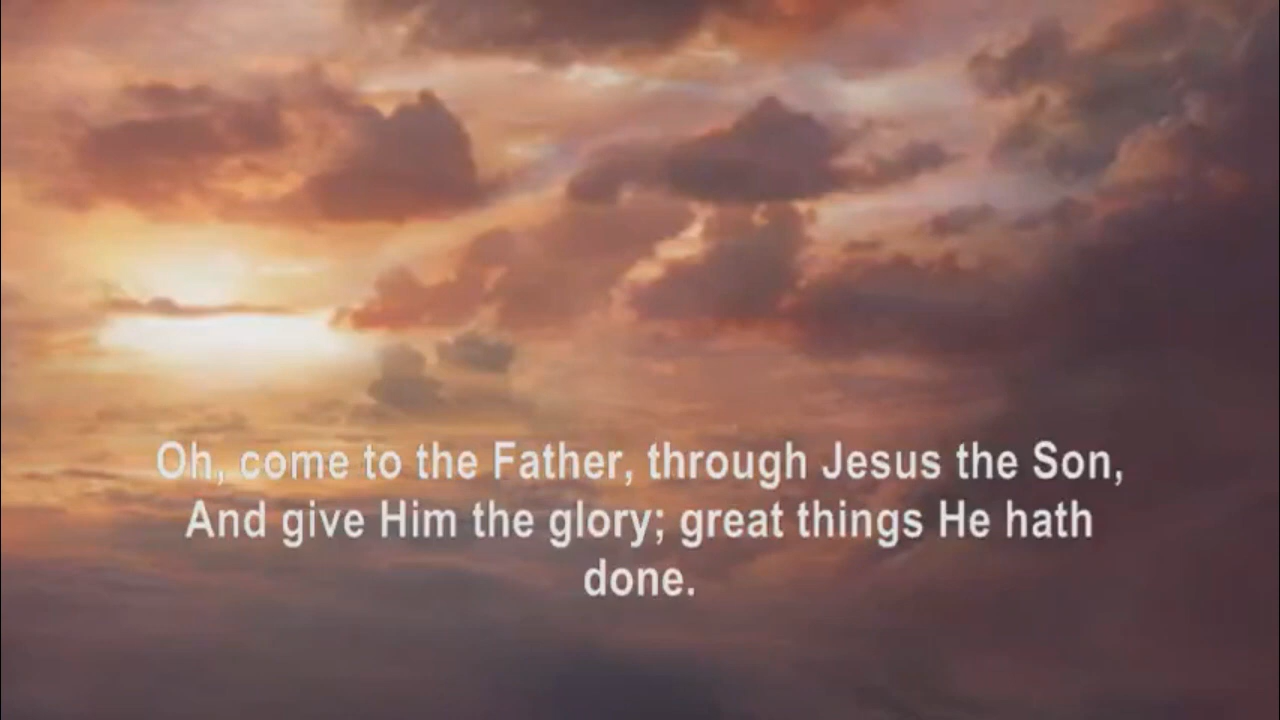 Oh, come to the Father, through Jesus the Son,
And give Him the glory; great things He hath
done.